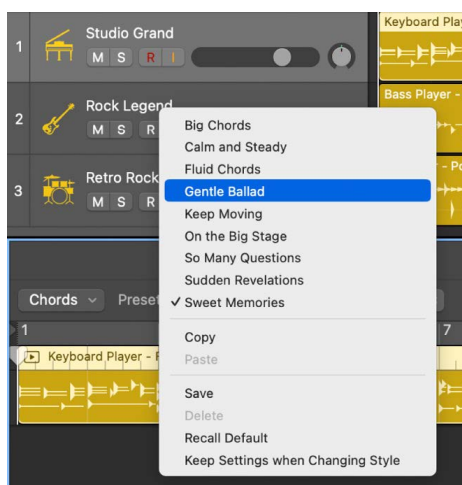 Keyboard Play
1
Studio Grand
M S R I
Bass Player -
2
Rock Legend
M S R
3
Retro Rock
M S R
- Po
Big Chords
Calm and Steady
Fluid Chords
Gentle Ballad
Keep Moving
On the Big Stage
So Many Questions
Sudden Revelations
✓ Sweet Memories
Copy
Paste
Save
Delete
Recall Default
Keep Settings when Changing Style
Chords
Preset
1
7
Keyboard Player - F